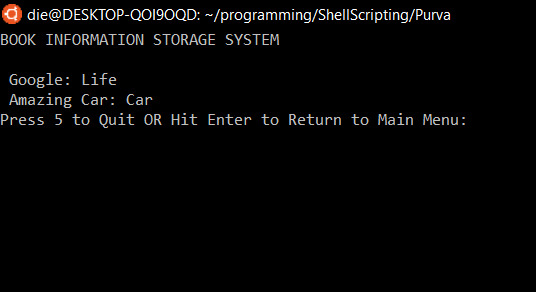 die@DESKTOP-QOI9OQD: ~/programming/ShellScripting/Purva
BOOK INFORMATION STORAGE SYSTEM
Google: Life
Amazing Car: Car
Press 5 to Quit OR Hit Enter to Return to Main Menu: